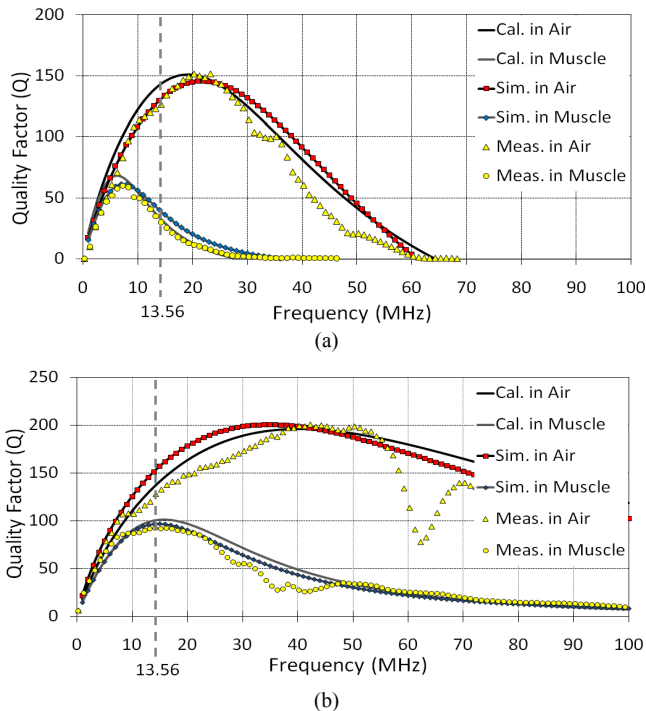 200
150
100
50
0
Quality Factor (Q)
Cal. in Air
Cal. in Muscle
Sim. in Air
Sim. in Muscle
Meas. in Air
Meas. in Muscle
0 10 20 30 40 50 60 70 80 90 100
13.56
Frequency (MHz)
(a)
250
200
150
100
50
0
Quality Factor (Q)
Cal. in Air
Cal. in Muscle
Sim. in Air
Sim. in Muscle
Meas. in Air
Meas. in Muscle
0 10 20 30 40 50 60 70 80 90 100
13.56
Frequency (MHz)
(b)